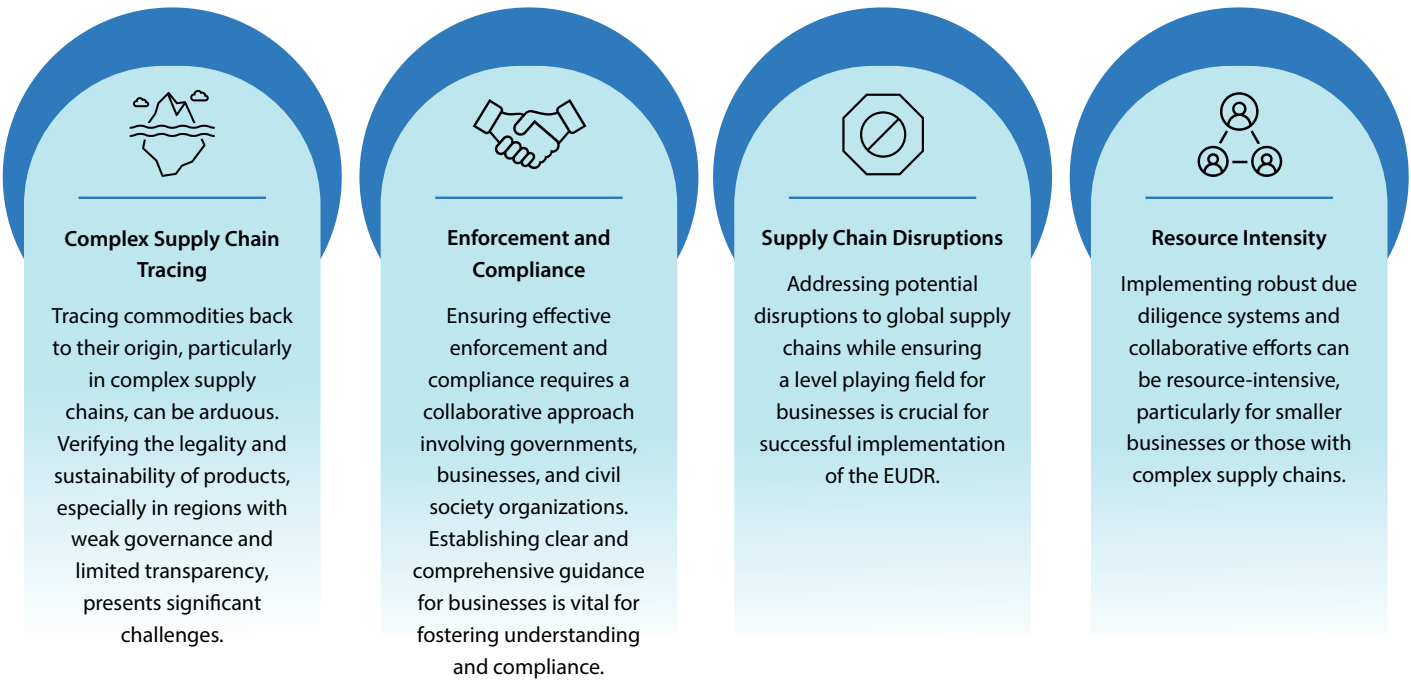 Complex Supply Chain
Tracing
Tracing commodities back
to their origin, particularly
in complex supply
chains, can be arduous.
Verifying the legality and
sustainability of products,
especially in regions with
weak governance and
limited transparency,
presents significant
challenges.
Enforcement and
Compliance
Ensuring effective
enforcement and
compliance requires a
collaborative approach
involving governments,
businesses, and civil
society organizations.
Establishing clear and
comprehensive guidance
for businesses is vital for
fostering understanding
and compliance.
Supply Chain Disruptions
Addressing potential
disruptions to global supply
chains while ensuring
a level playing field for
businesses is crucial for
successful implementation
of the EUDR.
Resource Intensity
Implementing robust due
diligence systems and
collaborative efforts can
be resource-intensive,
particularly for smaller
businesses or those with
complex supply chains.